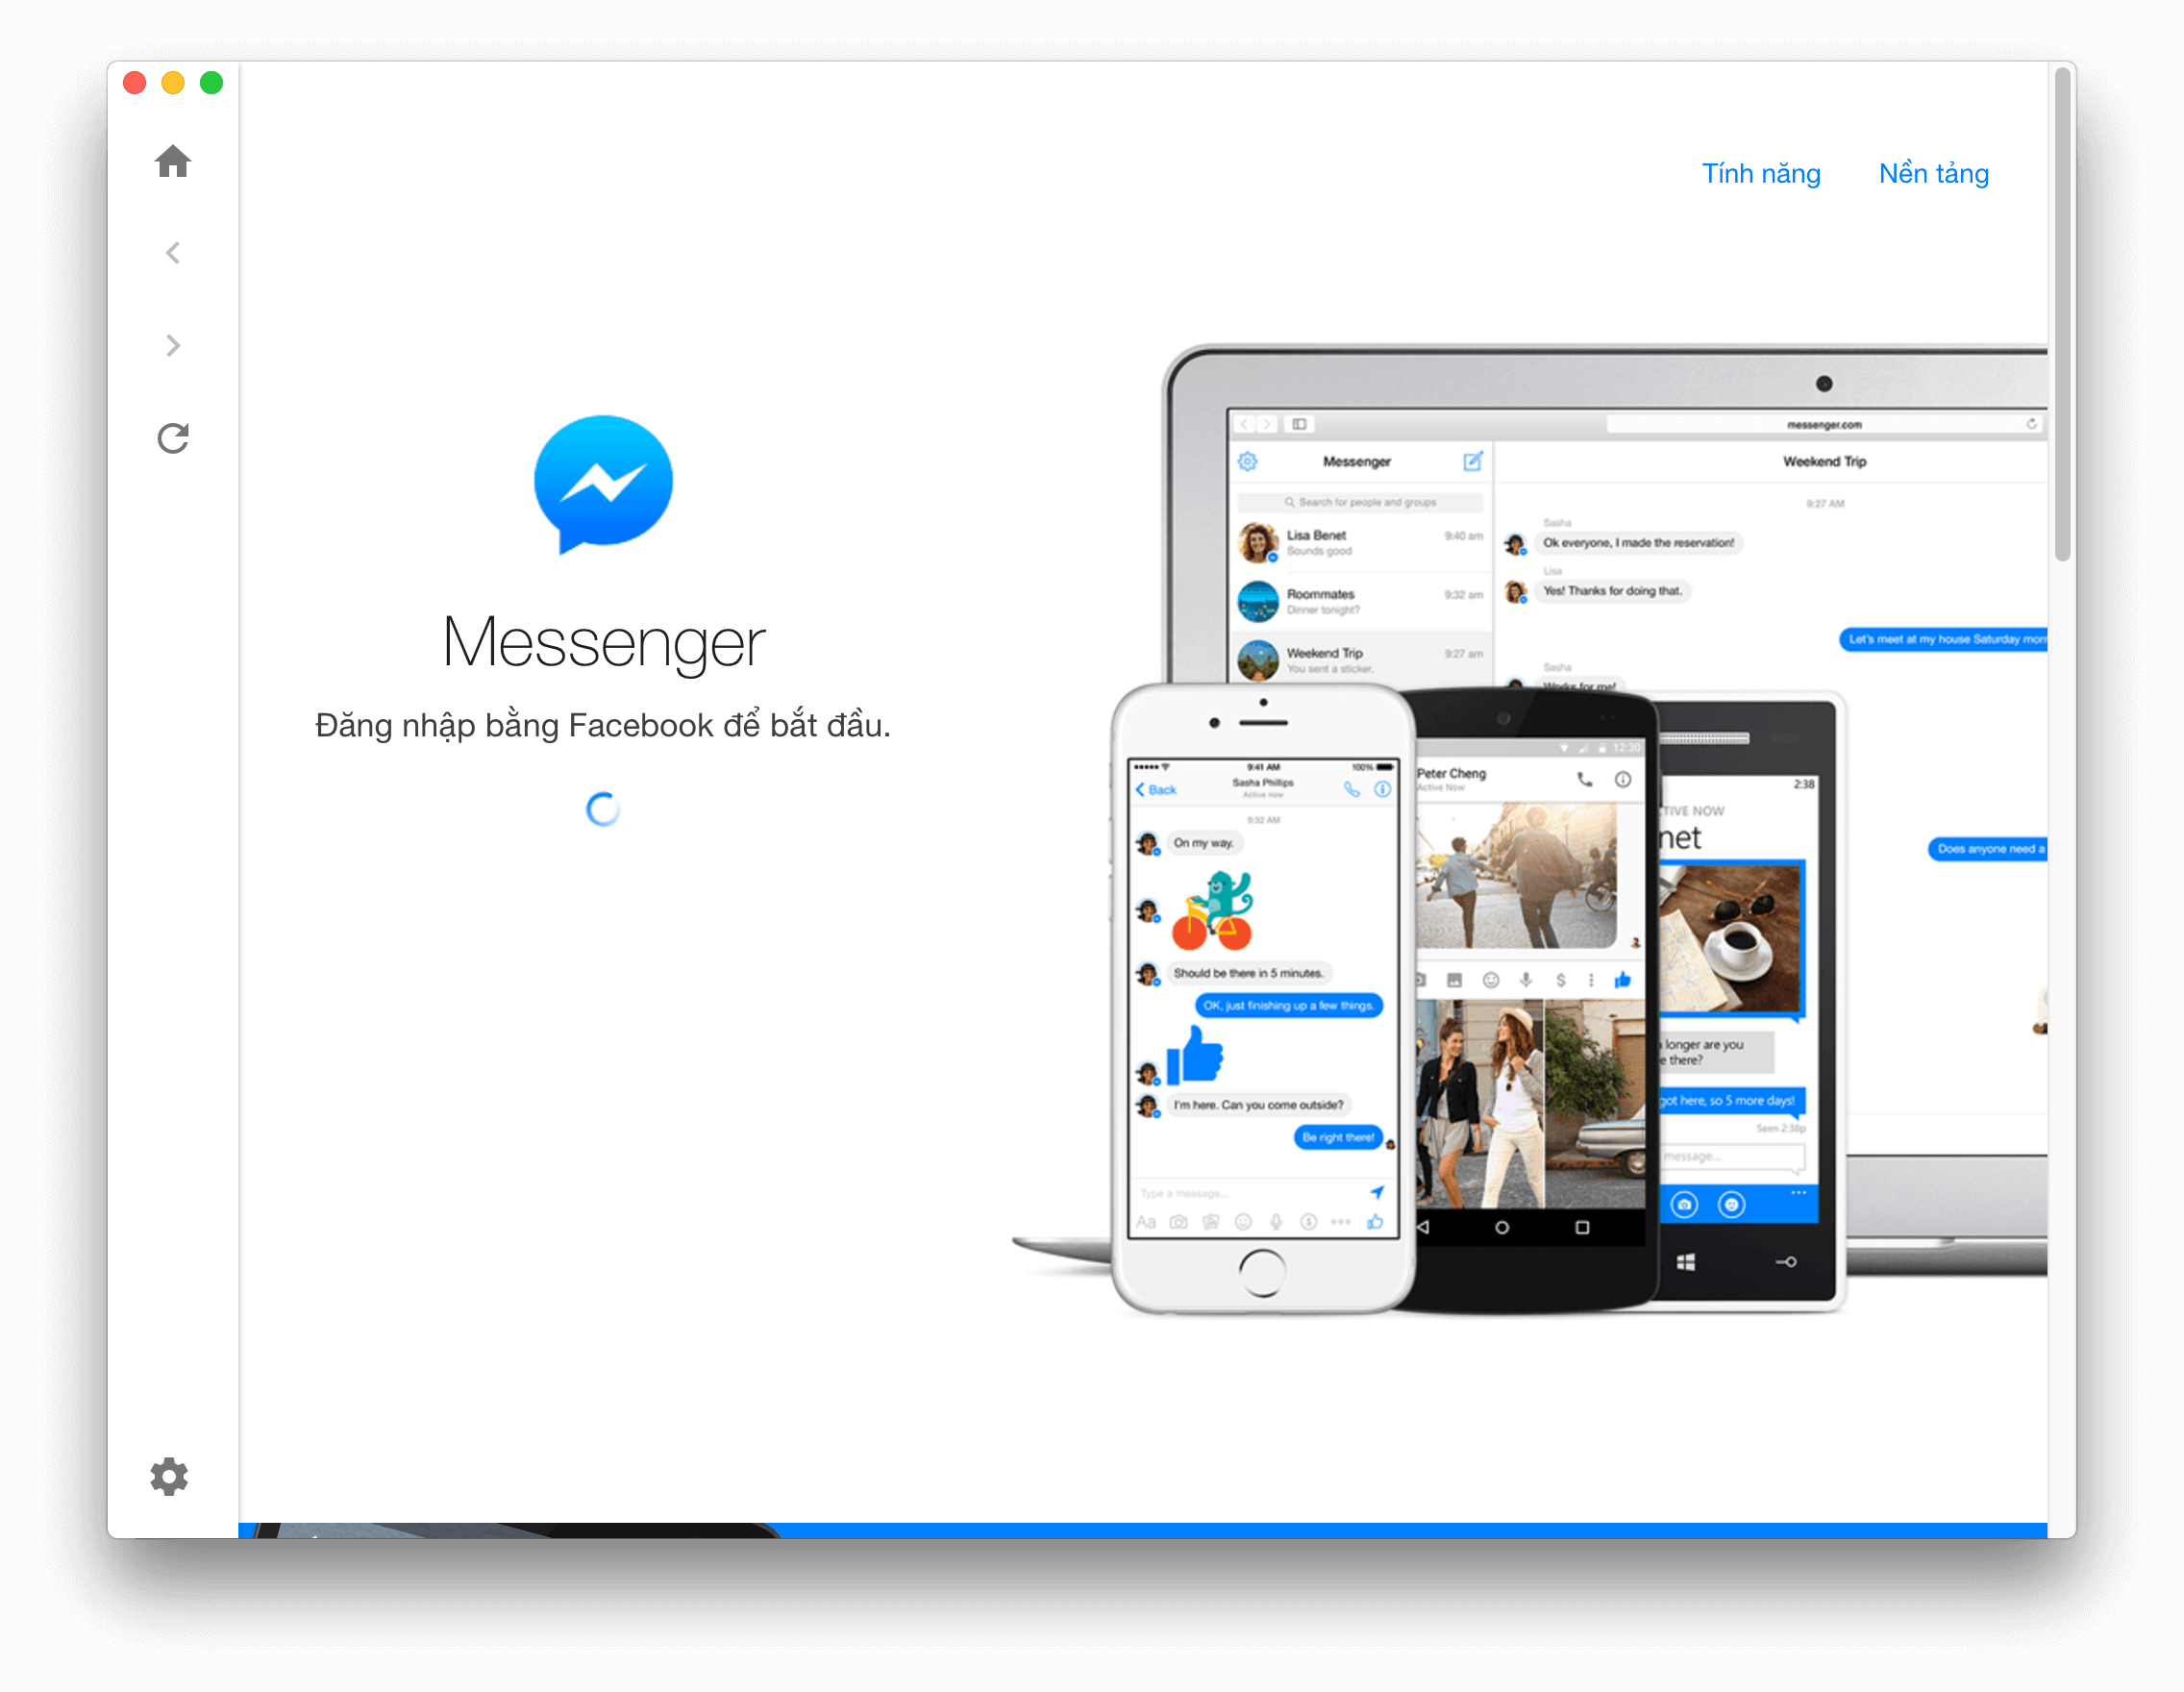 Tính năng
Nền tảng
Messenger
Đăng nhập bằng Facebook để bắt đầu.
messenger.com
Messenger
Weekend Trip
Search for people and groups
9:27 AM
Lisa Benet
9:40 am
Sounds good
Sasha
Ok everyone, I made the reservation!
Lisa
Yes! Thanks for doing that.
Roommates
9:32 am
Dinner tonight?
Let's meet at my house Saturday
Weekend Trip
9:27 am
You sent a sticker.
Sasha
Works for me!
Does anyone need a
9:41 AM
100%
Back
Sasha Phillips
Active now
9:32 AM
On my way.
Should be there in 5 minutes.
OK, just finishing up a few things.
I'm here. Can you come outside?
Be right there!
Type a message...
Aa
12:30
Peter Cheng
Active Now
2:38
TIVE NOW
net
longer are you
e there?
got here, so 5 more days!
Seen 2:38p
message...